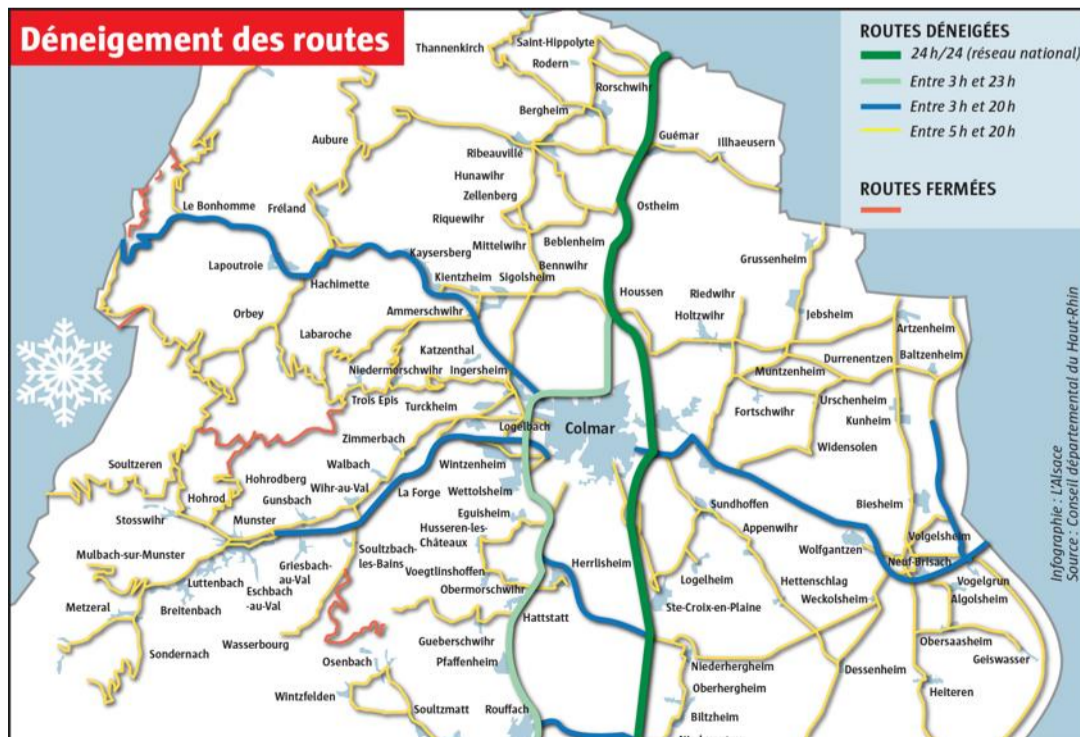 Déneigement des routes
ROUTES DÉNEIGÉES
24 h/24 (réseau national)
Entre 3 h et 23 h
Entre 3 h et 20 h
Entre 5 h et 20 h
ROUTES FERMÉES
Thannenkirch
Saint-Hippolyte
Rodern
Rorschwihr
Bergheim
Aubure
Ribeauvillé
Guémar
Illhaeusern
Hunawihr
Zellenberg
Le Bonhomme
Fréland
Riquewihr
Ostheim
Mittelwihr
Beblenheim
Kaysersberg
Bennwihr
Grussenheim
Lapoutroie
Kientzheim
Sigolsheim
Hachimette
Houssen
Riedwihr
Orbey
Ammerschwihr
Holtzwihr
Jebsheim
Artzenheim
Labaroche
Katzenthal
Durrenentzen
Baltzenheim
Niedermorschwihr
Ingersheim
Muntzenheim
Trois Epis
Turckheim
Fortschwihr
Urschenheim
Kunheim
Zimmerbach
Logelbach
Colmar
Widensolen
Soultzeren
Walbach
Wintzenheim
Hohrodberg
Wihr-au-Val
La Forge
Wettolsheim
Hohrod
Gunsbach
Sundhoffen
Biesheim
Stosswihr
Munster
Eguisheim
Appenwihr
Husseren-les-
Châteaux
Volgelsheim
Mulbach-sur-Munster
Soultzbach-
les-Bains
Wolfgantzen
Griesbach-
au-Val
Voegtlinshoffen
Herrlisheim
Neuf-Brisach
Luttenbach
Eschbach
-au-Val
Obermorschwihr
Logelheim
Hettenschlag
Vogelgrun
Metzeral
Breitenbach
Ste-Croix-en-Plaine
Weckolsheim
Algolsheim
Hattstatt
Wasserbourg
Gueberschwihr
Obersaasheim
Sondernach
Osenbach
Pfaffenheim
Niederhergheim
Dessenheim
Geiswasser
Wintzfelden
Oberhergheim
Heiteren
Soultzmatt
Rouffach
Biltzheim
Infographie : L'Alsace
Source : Conseil départemental du Haut-Rhin